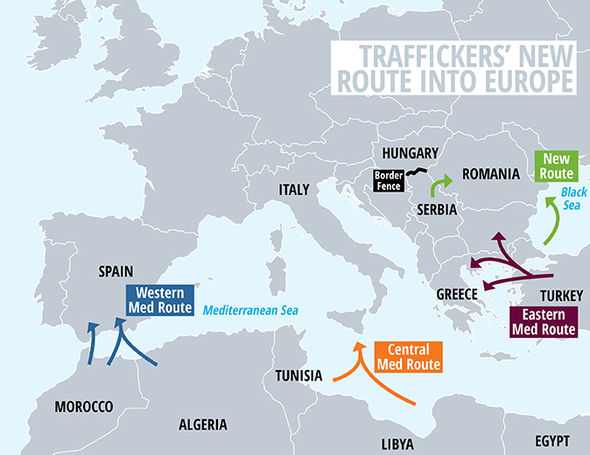 TRAFFICKERS' NEW
ROUTE INTO EUROPE
HUNGARY
Border
Fence
ROMANIA
New
Route
Black
Sea
ITALY
SERBIA
SPAIN
Western
Med Route
Mediterranean Sea
GREECE
TURKEY
Eastern
Med Route
Central
Med Route
TUNISIA
MOROCCO
ALGERIA
LIBYA
EGYPT